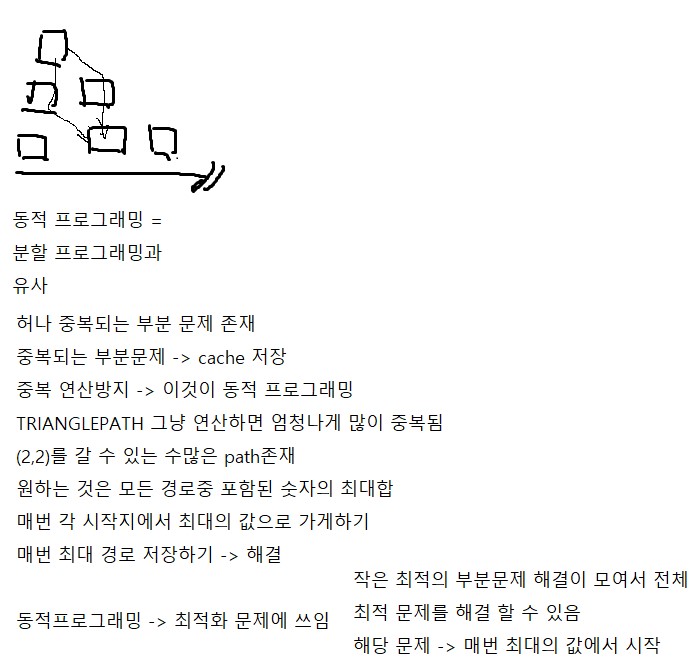 동적 프로그래밍 =
분할 프로그래밍과
유사
허나 중복되는 부분 문제 존재
중복되는 부분문제 -> cache 저장
중복 연산방지 -> 이것이 동적 프로그래밍
TRIANGLEPATH 그냥 연산하면 엄청나게 많이 중복됨
(2,2)를 갈 수 있는 수많은 path존재
원하는 것은 모든 경로중 포함된 숫자의 최대합
매번 각 시작지에서 최대의 값으로 가게하기
매번 최대 경로 저장하기 -> 해결
동적프로그래밍 -> 최적화 문제에 쓰임
작은 최적의 부분문제 해결이 모여서 전체
최적 문제를 해결 할 수 있음
해당 문제 -> 매번 최대의 값에서 시작